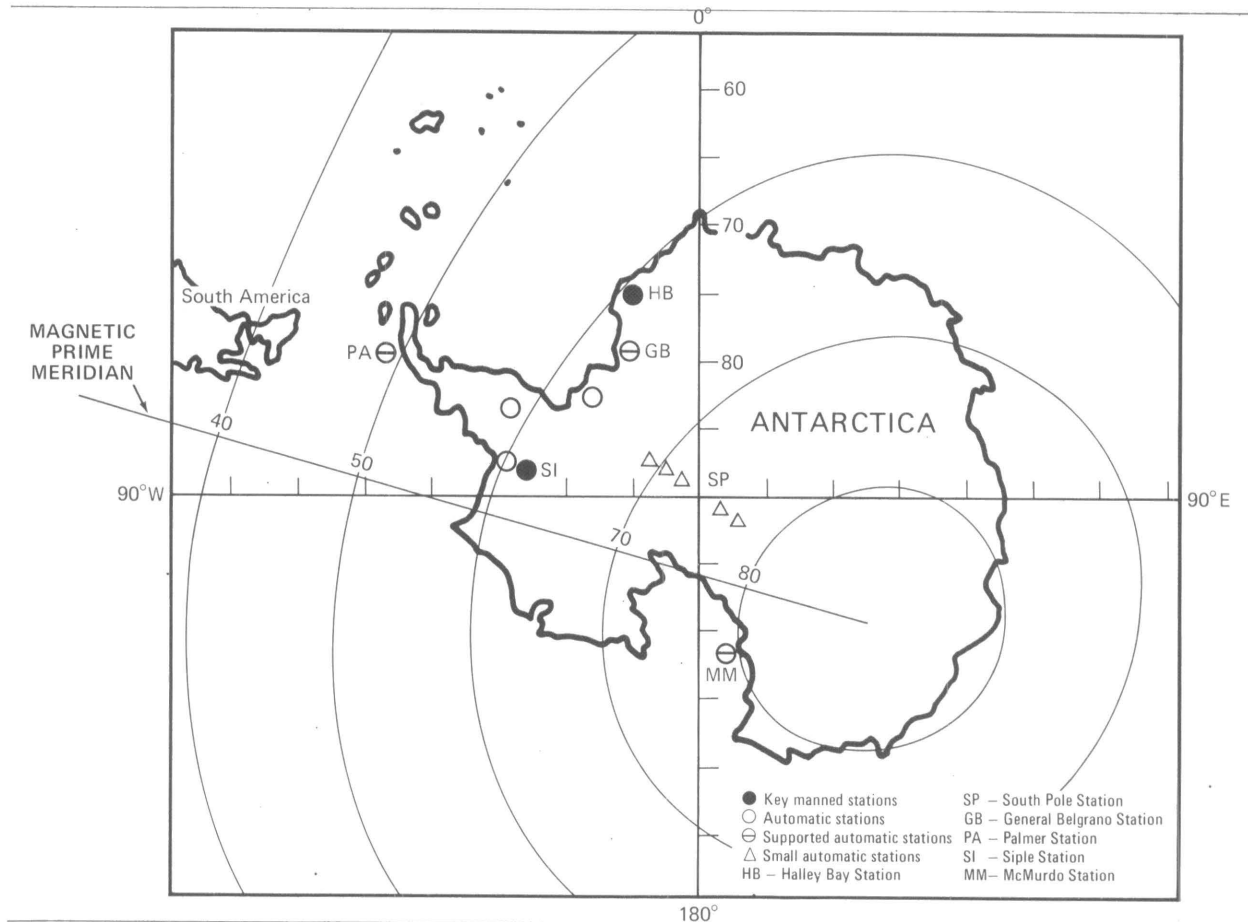 0°
60
70
HB
South America
MAGNETIC
PRIME
MERIDIAN
PA
GB
80
ANTARCTICA
40
50
SI
SP
90°W
90°E
70
80
MM
Key manned stations
Automatic stations
Supported automatic stations
Small automatic stations
HB – Halley Bay Station
SP – South Pole Station
GB – General Belgrano Station
PA – Palmer Station
SI – Siple Station
MM – McMurdo Station
180°